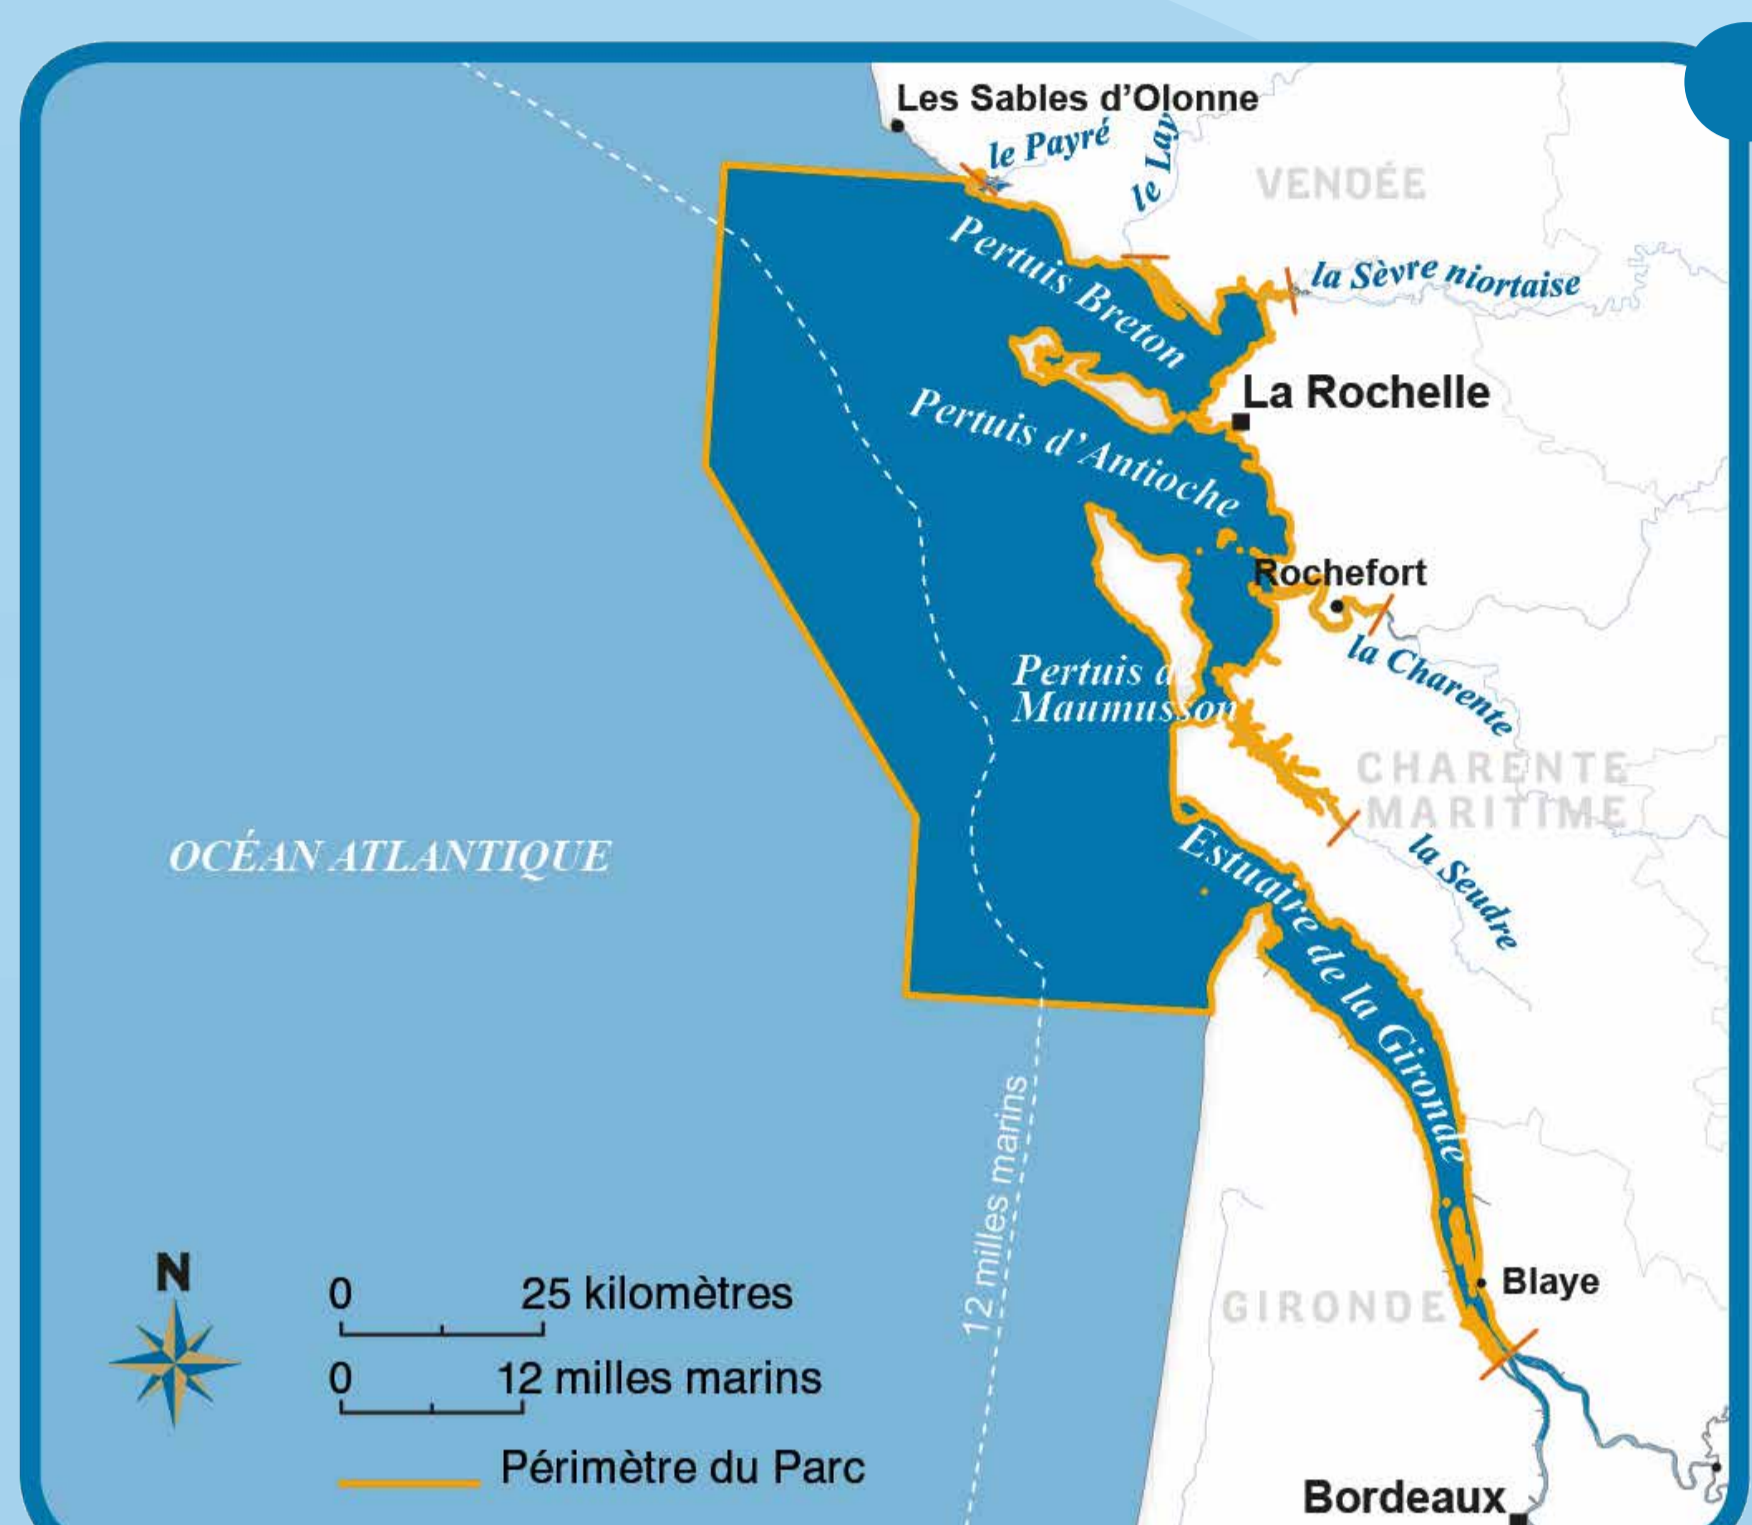 Les Sables d'Olonne
le Payré
le Lay
VENDÉE
Pertuis Breton
la Sèvre niortaise
La Rochelle
Pertuis d'Antioche
Rochefort
la Charente
Pertuis de
Maumusson
CHARENTE
MARITIME
OCÉAN ATLANTIQUE
Estuaire de la Gironde
la Seudre
12 milles marins
N
0 25 kilomètres
0 12 milles marins
Périmètre du Parc
GIRONDE
Blaye
Bordeaux